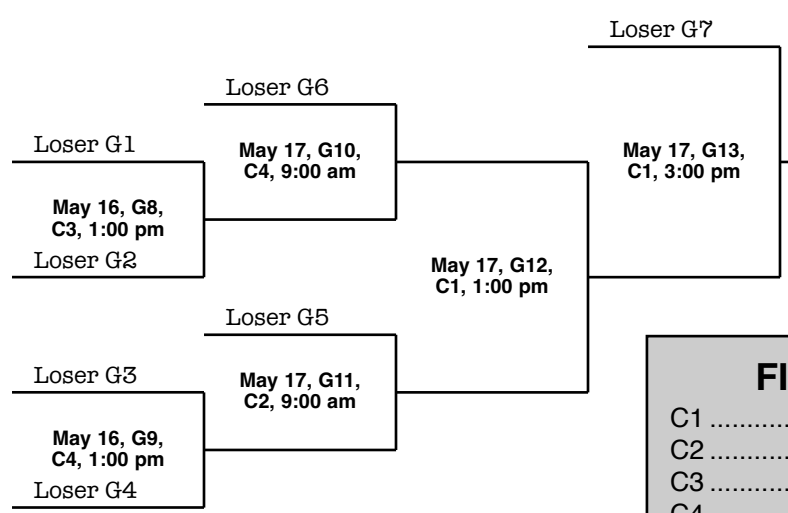 Loser G7
Loser G6
Loser G1
May 17, G10,
C4, 9:00 am
May 17, G13,
C1, 3:00 pm
May 16, G8,
C3, 1:00 pm
Loser G2
May 17, G12,
C1, 1:00 pm
Loser G5
Loser G3
May 17, G11,
C2, 9:00 am
FI
C1 ............
C2 ............
May 16, G9,
C4, 1:00 pm
C3 ............
Loser G4
C4 ............